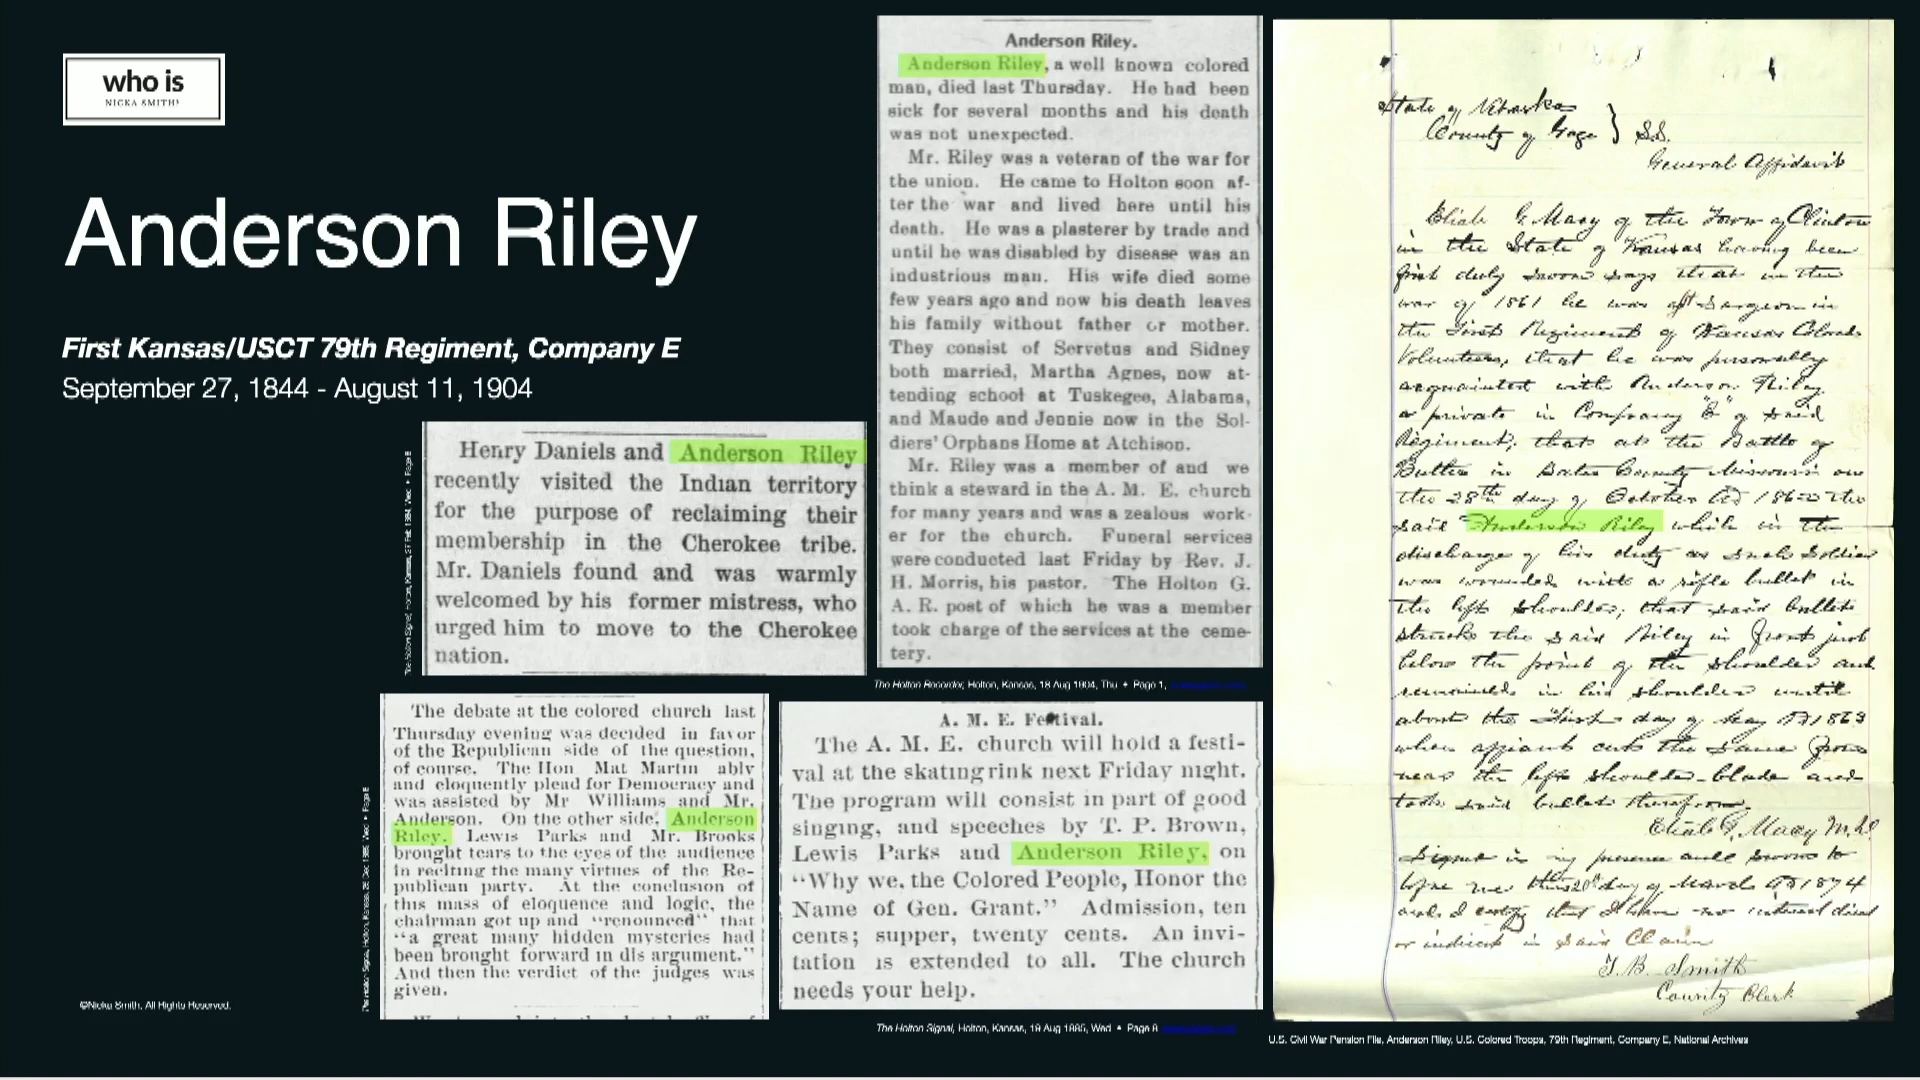 who is
NICKA SMITH?
Anderson Riley
First Kansas/USCT 79th Regiment, Company E
September 27, 1844 - August 11, 1904
Henry Daniels and Anderson Riley
recently visited the Indian territory
for the purpose of reclaiming their
membership in the Cherokee tribe.
Mr. Daniels found and was warmly
welcomed by his former mistress, who
urged him to move to the Cherokee
nation.
The Holton Signal, Holton, Kansas, 27 Feb 1884, Wed • Page 8
The debate at the colored church last
Thursday evening was decided in favor
of the Republican side of the question,
of course. The Hon Mat Martin ably
and eloquently plead for Democracy and
was assisted by Mr Williams and Mr.
Anderson. On the other side, Anderson
Riley. Lewis Parks and Mr. Brooks
brought tears to the eyes of the audience
in reciting the many virtues of the Re-
publican party. At the conclusion of
this mass of eloquence and logic, the
chairman got up and "renounced" that
"a great many hidden mysteries had
been brought forward in dis argument."
And then the verdict of the judges was
given.
The Holton Signal, Holton, Kansas, Dec 1885, Wed • Page 8
Anderson Riley.
Anderson Riley, a well known colored
man, died last Thursday. He had been
sick for several months and his death
was not unexpected.
Mr. Riley was a veteran of the war for
the union. He came to Holton soon af-
ter the war and lived here until his
death. He was a plasterer by trade and
until he was disabled by disease was an
industrious man. His wife died some
few years ago and now his death leaves
his family without father or mother.
They consist of Servetus and Sidney
both married, Martha Agnes, now at-
tending school at Tuskegee, Alabama,
and Maude and Jennie now in the Sol-
diers' Orphans Home at Atchison.
Mr. Riley was a member of and we
think a steward in the A. M. E. church
for many years and was a zealous work-
er for the church. Funeral services
were conducted last Friday by Rev. J.
H. Morris, his pastor. The Holton G.
A. R. post of which he was a member
took charge of the services at the ceme-
tery.
The Holton Recorder, Holton, Kansas, 18 Aug 1904, Thu • Page 1,
A. M. E. Festival.
The A. M. E. church will hold a festi-
val at the skating rink next Friday night.
The program will consist in part of good
singing, and speeches by T. P. Brown,
Lewis Parks and Anderson Riley, on
"Why we, the Colored People, Honor the
Name of Gen. Grant." Admission, ten
cents; supper, twenty cents. An invi-
tation is extended to all. The church
needs your help.
The Holton Signal, Holton, Kansas, 19 Aug 1885, Wed • Page 8
State of Nebraska
County of Gage } S.S.
General Affidavit
G. Macy of the Town of Clinton
in the State of Kansas having been
first duly sworn says that in the
war of 1861 he was Surgeon in
the First Regiment of Kansas Colored
Volunteers, that he was personally
acquainted with Anderson Riley
a private in Company "E" of said
Regiment; that at the Battle of
Butler in Bates County Missouri on
the 28th day of October AD 1862 the
said Anderson Riley while in the
discharge of his duty as such soldier
was wounded with a rifle bullet in
the left shoulder; that said bullet
struck the said Riley in front just
below the point of the shoulder and
remained in his shoulder until
about the First day of May AD 1863
when affiant cut the same from
near the left shoulder-blade and
took said bullet therefrom.
G. Macy M.D.
Signed in my presence and sworn to
before me this 20th day of March AD 1874
and I certify that I have no interest direct
or indirect in said Claim
J. B. Smith
County Clerk
U.S. Civil War Pension File, Anderson Riley, U.S. Colored Troops, 79th Regiment, Company E, National Archives
©Nicka Smith, All Rights Reserved.